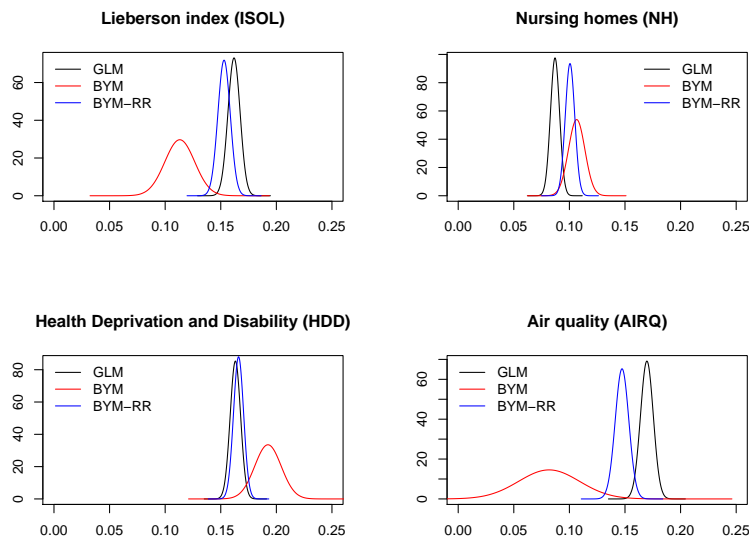 Lieberson index (ISOL)
GLM
BYM
BYM−RR
0 20 40 60
0.00 0.05 0.10 0.15 0.20 0.25
Nursing homes (NH)
GLM
BYM
BYM−RR
0 20 40 60 80
0.00 0.05 0.10 0.15 0.20 0.25
Health Deprivation and Disability (HDD)
GLM
BYM
BYM−RR
0 20 40 60 80
0.00 0.05 0.10 0.15 0.20 0.25
Air quality (AIRQ)
GLM
BYM
BYM−RR
0 20 40 60
0.00 0.05 0.10 0.15 0.20 0.25